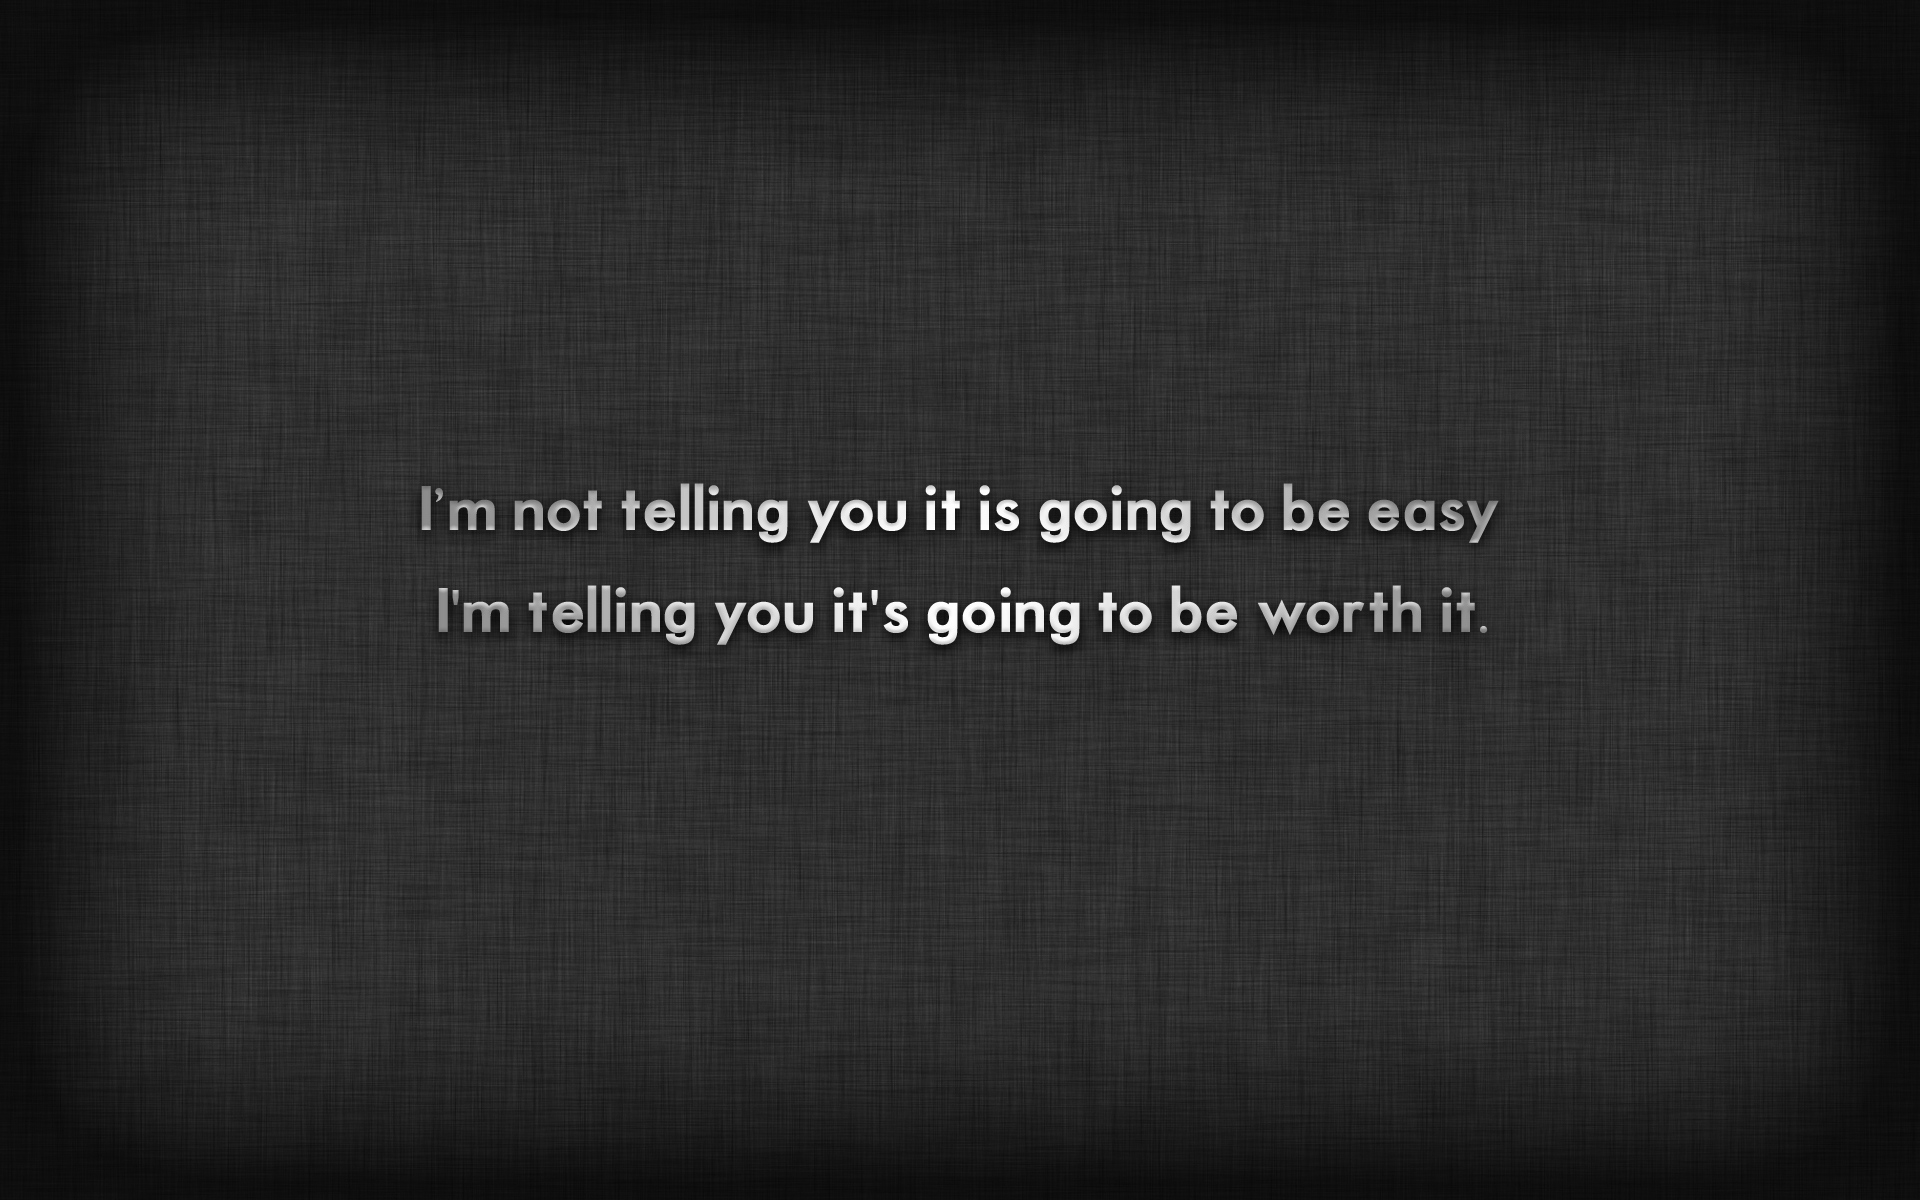 I’m not telling you it is going to be easy
I'm telling you it's going to be worth it.